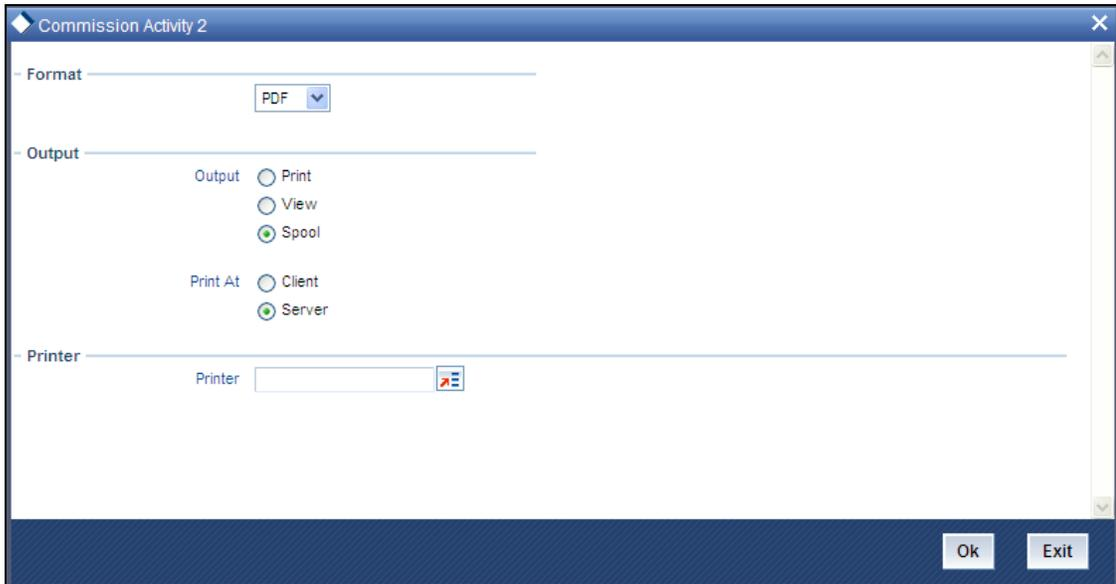 Commission Activity 2
Format
PDF
Output
Output Print
View
Spool
Print At Client
Server
Printer
Printer
Ok Exit